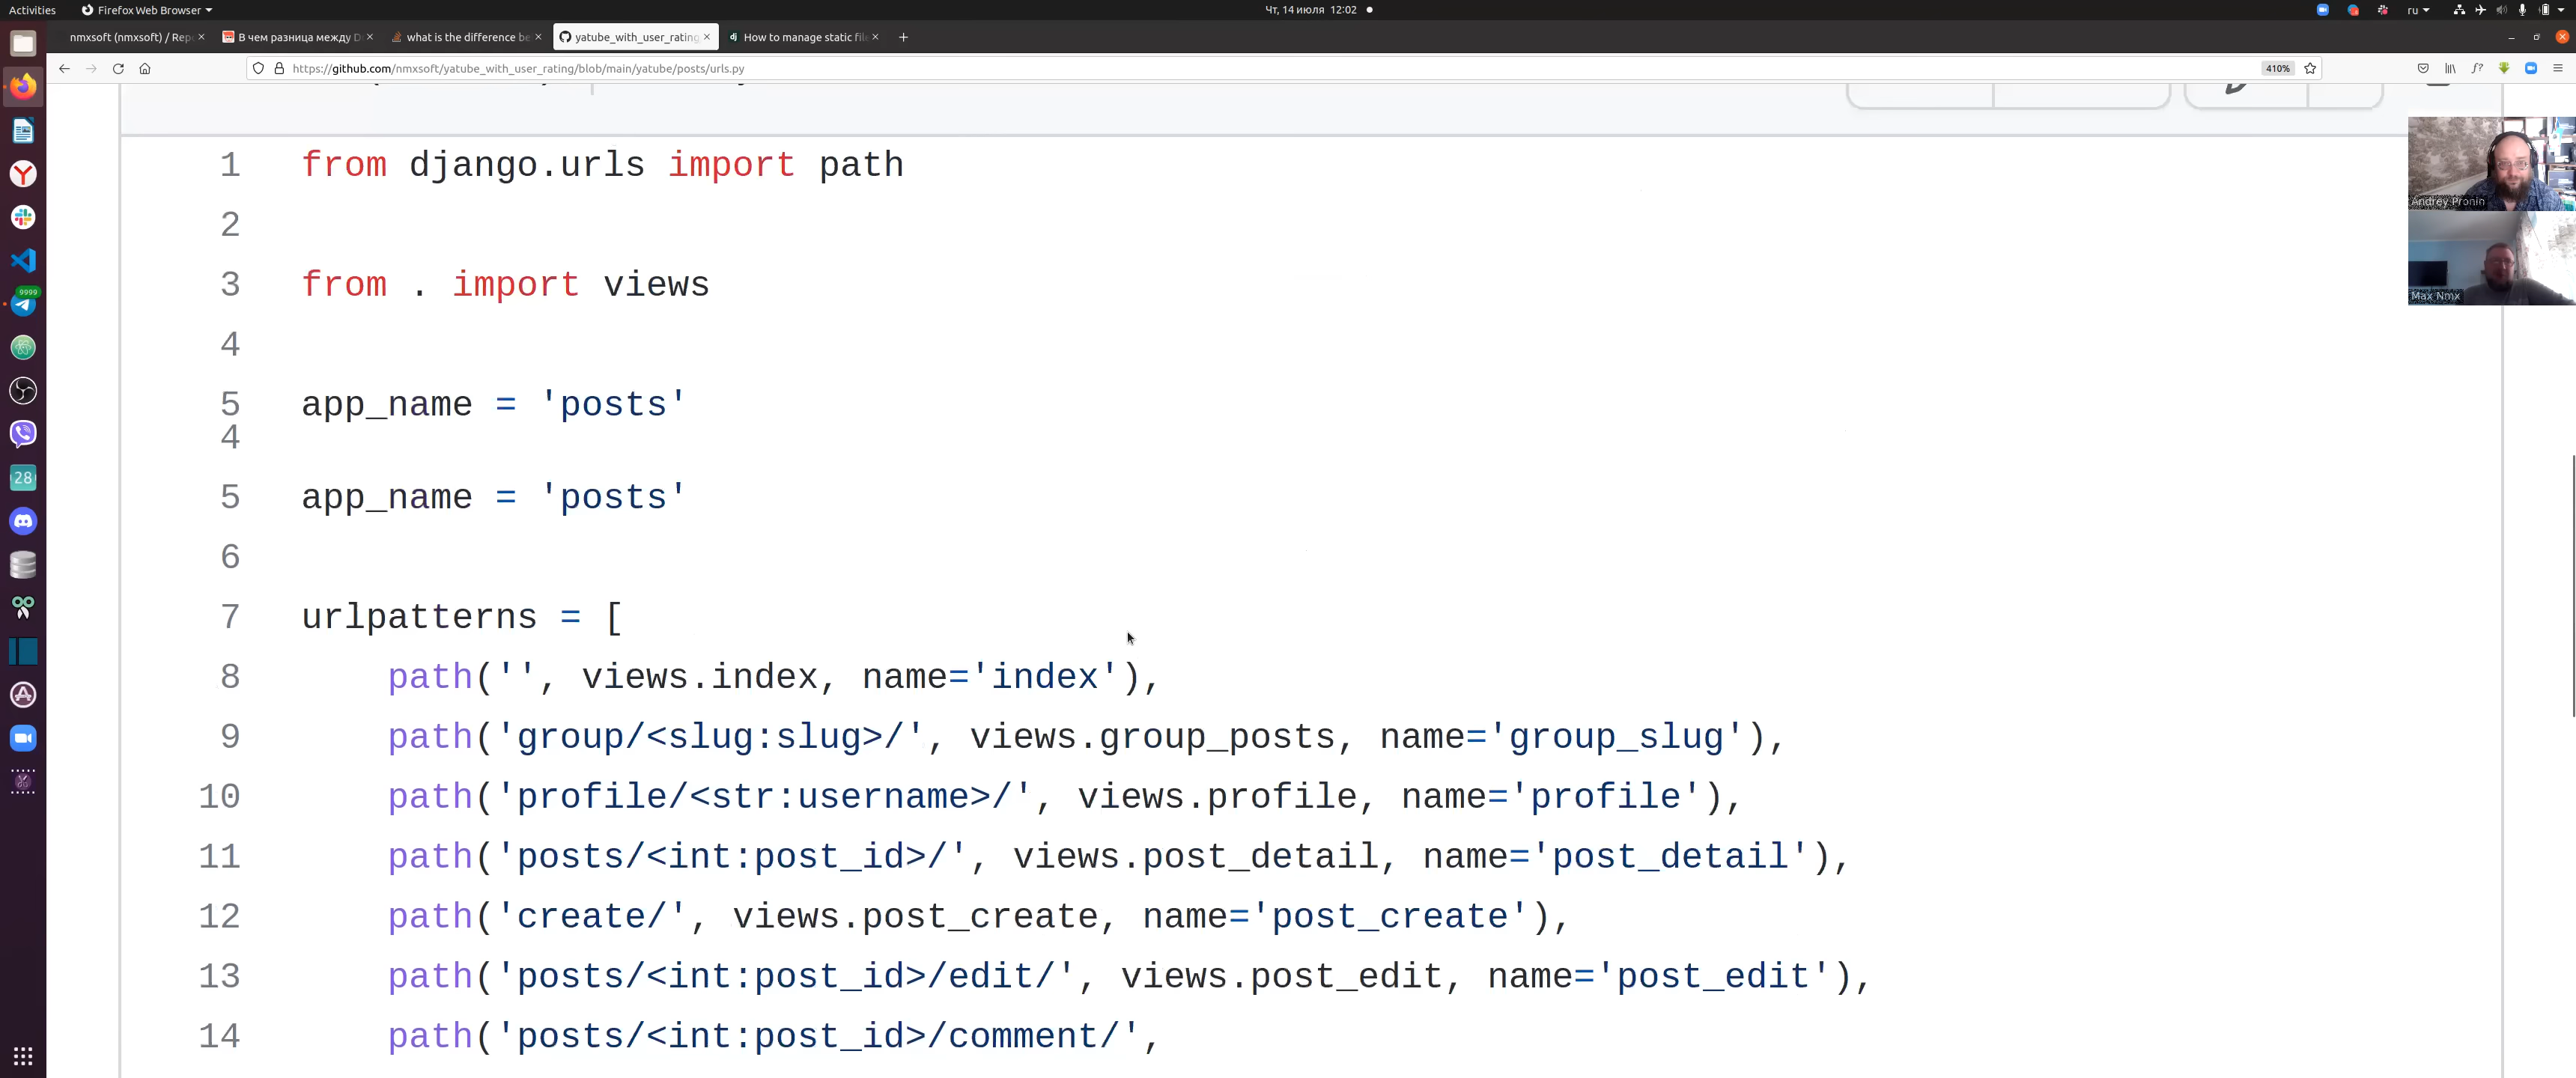 Activities
Firefox Web Browser
Чт, 14 июля 12:02
ru
nmxsoft (nmxsoft) / Rep
В чем разница между D
what is the difference be
yatube_with_user_rating
How to manage static fil
https://github.com/nmxsoft/yatube_with_user_rating/blob/main/yatube/posts/urls.py
410%
1 from django.urls import path
2
3 from . import views
4
5 app_name = 'posts'
4
5 app_name = 'posts'
6
7 urlpatterns = [
8 path('', views.index, name='index'),
9 path('group/<slug:slug>/', views.group_posts, name='group_slug'),
10 path('profile/<str:username>/', views.profile, name='profile'),
11 path('posts/<int:post_id>/', views.post_detail, name='post_detail'),
12 path('create/', views.post_create, name='post_create'),
13 path('posts/<int:post_id>/edit/', views.post_edit, name='post_edit'),
14 path('posts/<int:post_id>/comment/',
Andrey Pronin
Max Nmx
9999
28